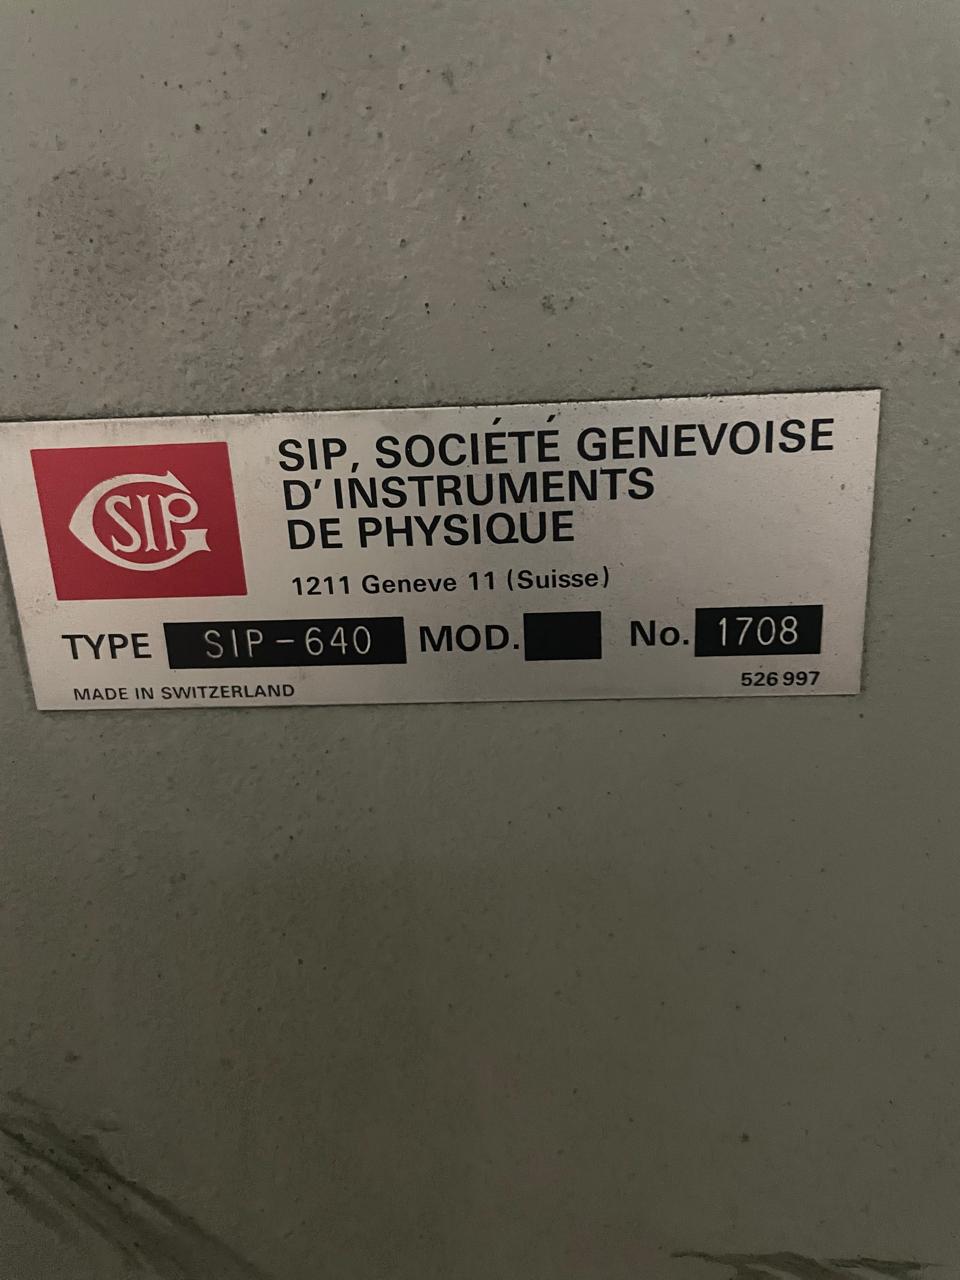 SIP
SIP, SOCIÉTÉ GENEVOISE
D'INSTRUMENTS
DE PHYSIQUE
1211 Geneve 11 (Suisse)
TYPE SIP-640 MOD. No. 1708
MADE IN SWITZERLAND 526 997